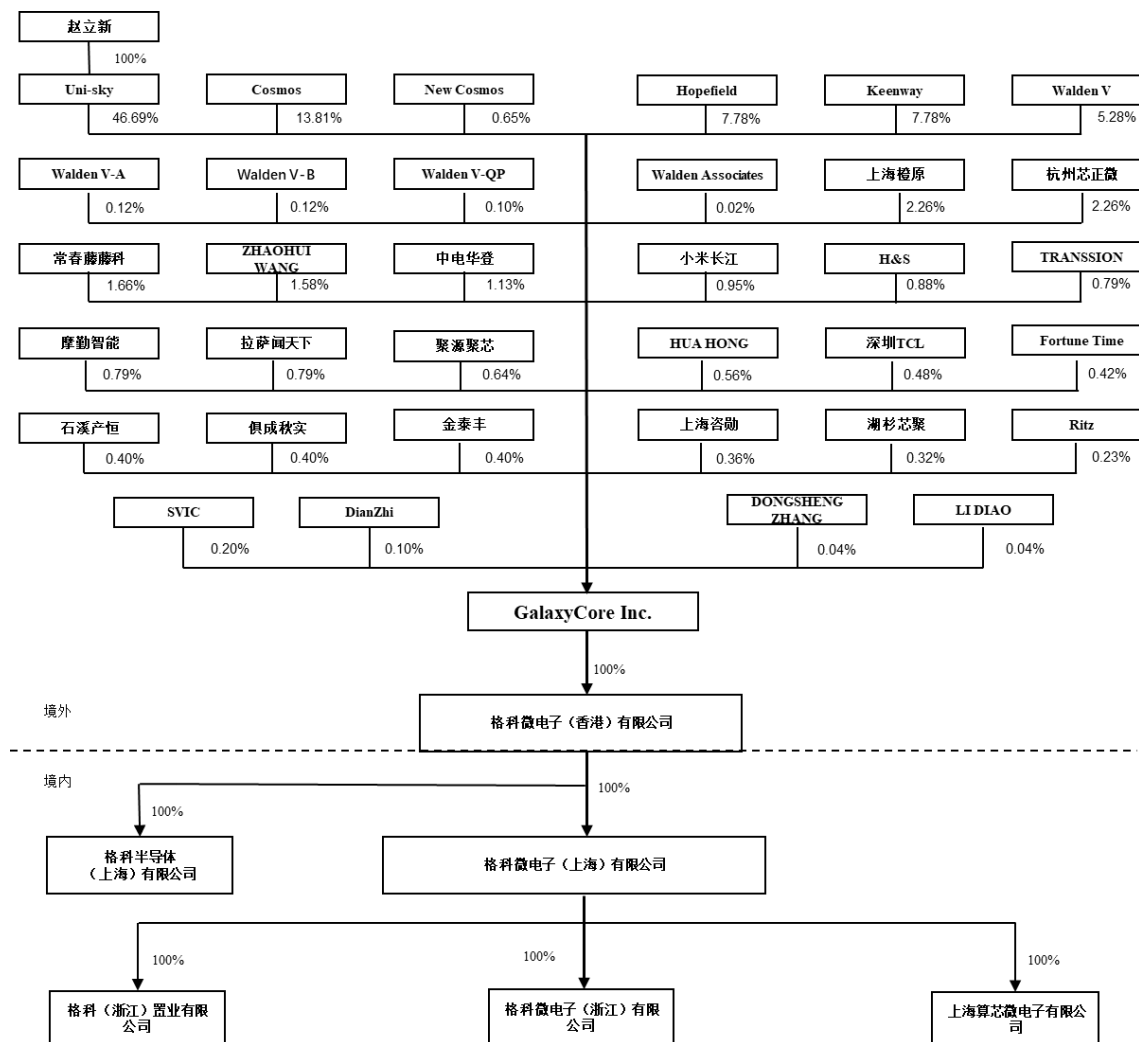 赵立新
100%
Uni-sky
Cosmos
New Cosmos
Hopefield
Keenway
Walden V
46.69%
13.81%
0.65%
7.78%
7.78%
5.28%
Walden V-A
Walden V-B
Walden V-QP
Walden Associates
上海橙原
杭州芯正微
0.12%
0.12%
0.10%
0.02%
2.26%
2.26%
常春藤藤科
ZHAOHUI
WANG
中电华登
小米长江
H&S
TRANSSION
1.66%
1.58%
1.13%
0.95%
0.88%
0.79%
摩勤智能
拉萨闻天下
聚源聚芯
HUA HONG
深圳TCL
Fortune Time
0.79%
0.79%
0.64%
0.56%
0.48%
0.42%
石溪产恒
俱成秋实
金泰丰
上海咨勋
湖杉芯聚
Ritz
0.40%
0.40%
0.40%
0.36%
0.32%
0.23%
SVIC
DianZhi
DONGSHENG
ZHANG
LI DIAO
0.20%
0.10%
0.04%
0.04%
GalaxyCore Inc.
100%
境外
格科微电子（香港）有限公司
境内
100%
100%
格科半导体
（上海）有限公司
格科微电子（上海）有限公司
100%
100%
100%
格科（浙江）置业有限
公司
格科微电子（浙江）有限
公司
上海算芯微电子有限公
司